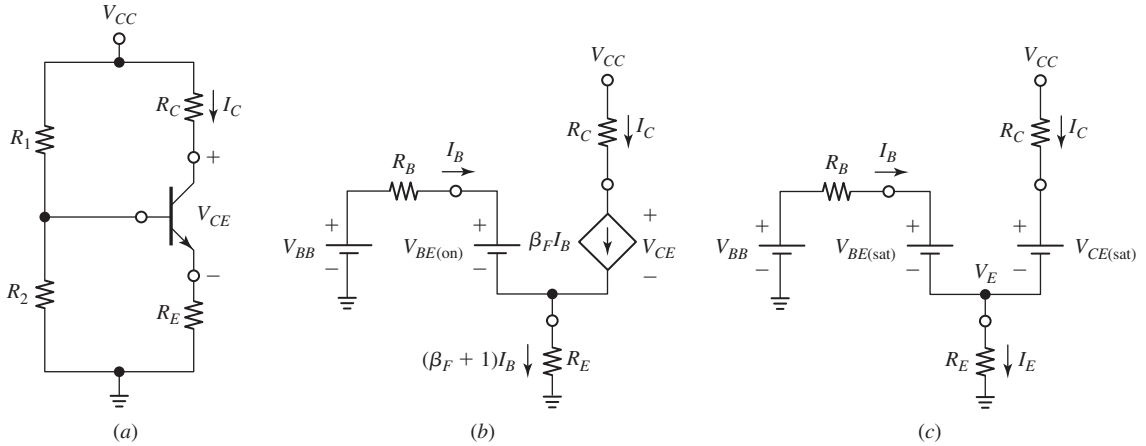 V_CC
R_C
I_C
R_1
+
V_CE
−
R_2
R_E
(a)
V_CC
R_C
I_C
I_B
R_B
+
V_BB
−
+
V_BE(on)
−
β_F I_B
+
V_CE
−
(β_F + 1)I_B
R_E
(b)
V_CC
R_C
I_C
I_B
R_B
+
V_BB
−
+
V_BE(sat)
−
+
V_CE(sat)
−
V_E
R_E
I_E
(c)